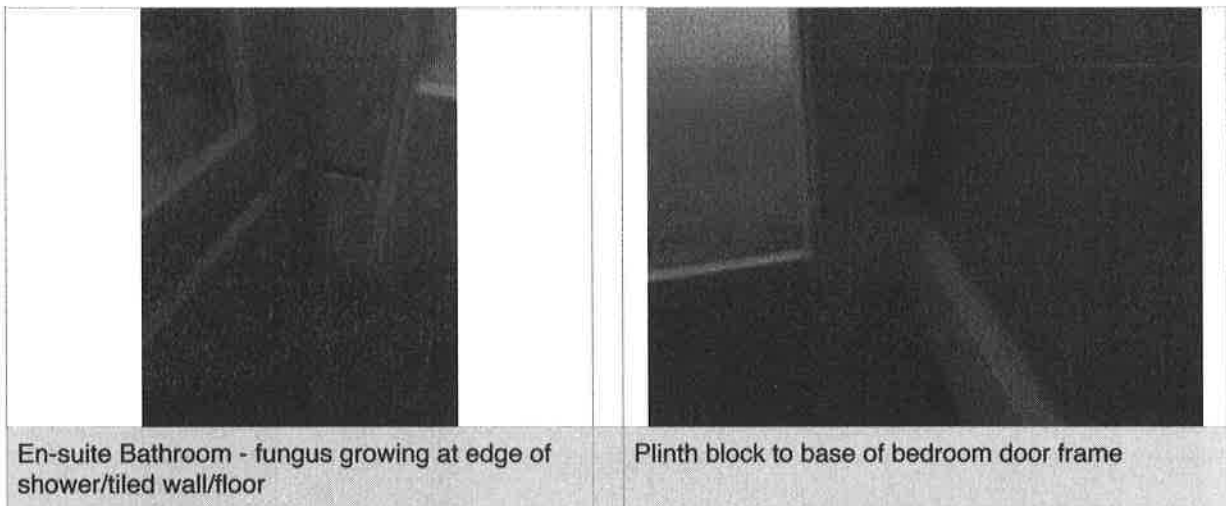 En-suite Bathroom - fungus growing at edge of
shower/tiled wall/floor
Plinth block to base of bedroom door frame